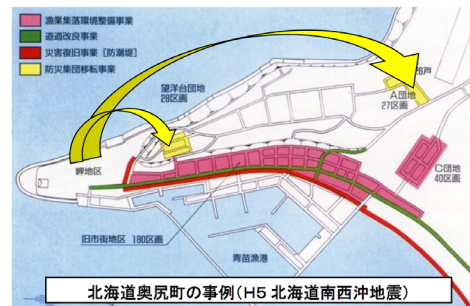 漁業集落環境整備事業
道道改良事業
災害復旧事業 [防潮堤]
防災集団移転事業
望洋台団地
28区画
A団地
27区画
C団地
40区画
岬地区
旧市街地区 180区画
青苗漁港
北海道奥尻町の事例(H5 北海道南西沖地震)